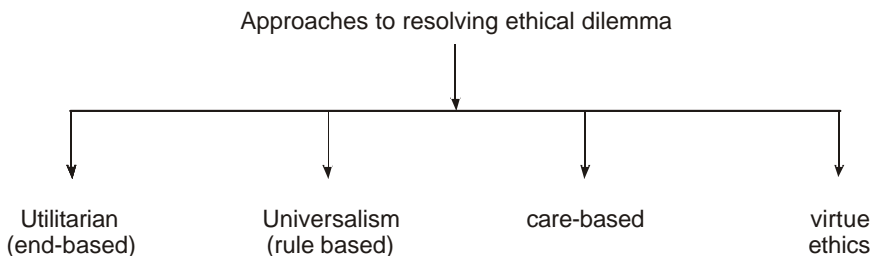 Approaches to resolving ethical dilemma
Utilitarian
(end-based)
Universalism
(rule based)
care-based
virtue
ethics